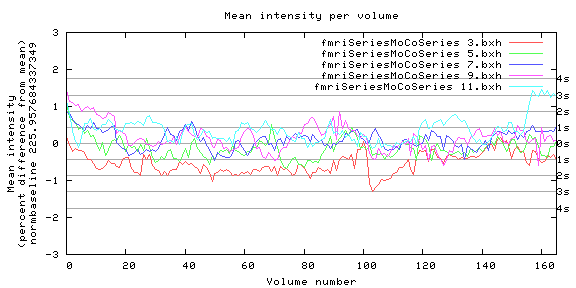 Mean intensity per volume
fmriSeriesMoCoSeries 3.bxh
fmriSeriesMoCoSeries 5.bxh
fmriSeriesMoCoSeries 7.bxh
fmriSeriesMoCoSeries 9.bxh
fmriSeriesMoCoSeries 11.bxh
Mean intensity
(percent difference from mean)
normbaseline 225.957684337349
3
2
1
0
-1
-2
-3
4s
3s
2s
1s
0s
1s
2s
3s
4s
0 20 40 60 80 100 120 140 160
Volume number